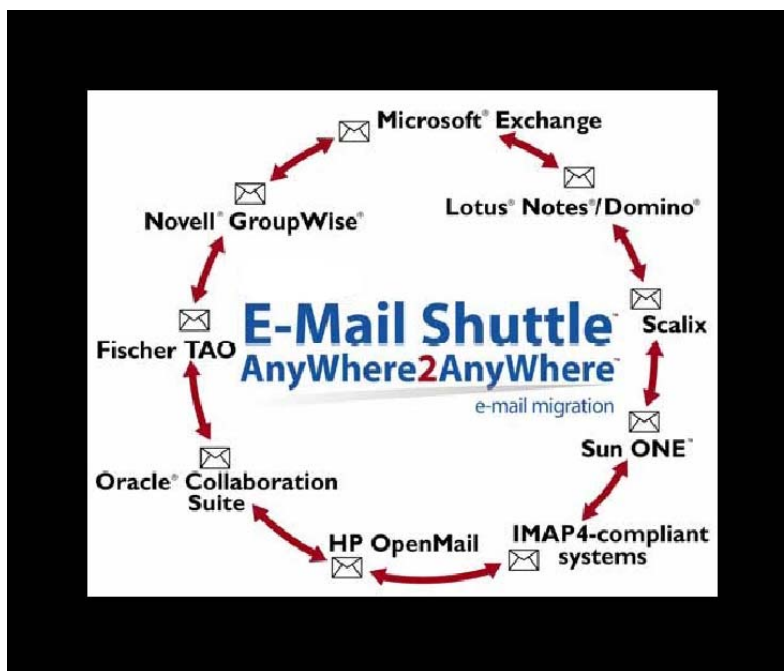 Microsoft® Exchange
Lotus® Notes®/Domino®
Novell® GroupWise®
E-Mail Shuttle™
AnyWhere2AnyWhere™
e-mail migration
Scalix
Fischer TAO
Sun ONE™
Oracle® Collaboration
Suite
HP OpenMail
IMAP4-compliant
systems